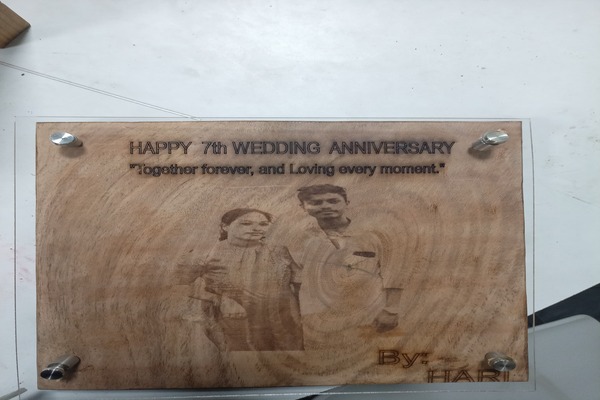 HAPPY 7th WEDDING ANNIVERSARY
"Together forever, and Loving every moment."
By:
HARI